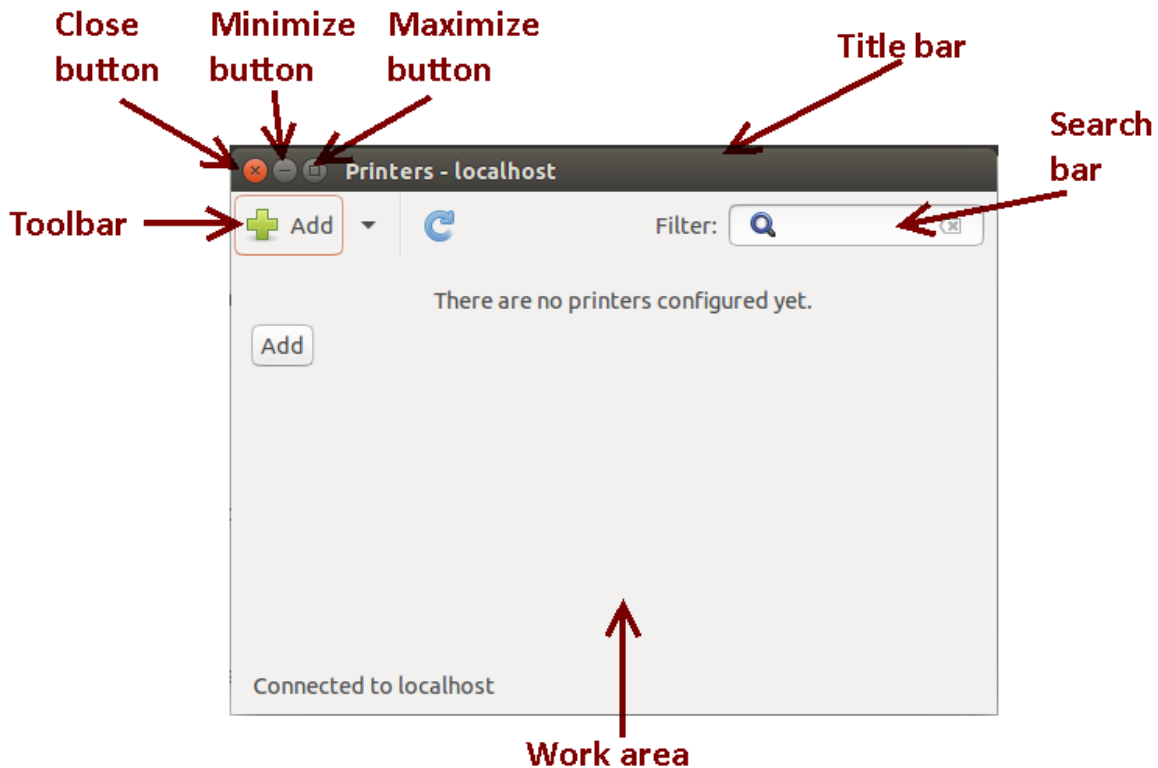 Close
button
Minimize
button
Maximize
button
Title bar
Search
bar
Printers - localhost
Toolbar
Add
Filter:
There are no printers configured yet.
Add
Connected to localhost
Work area